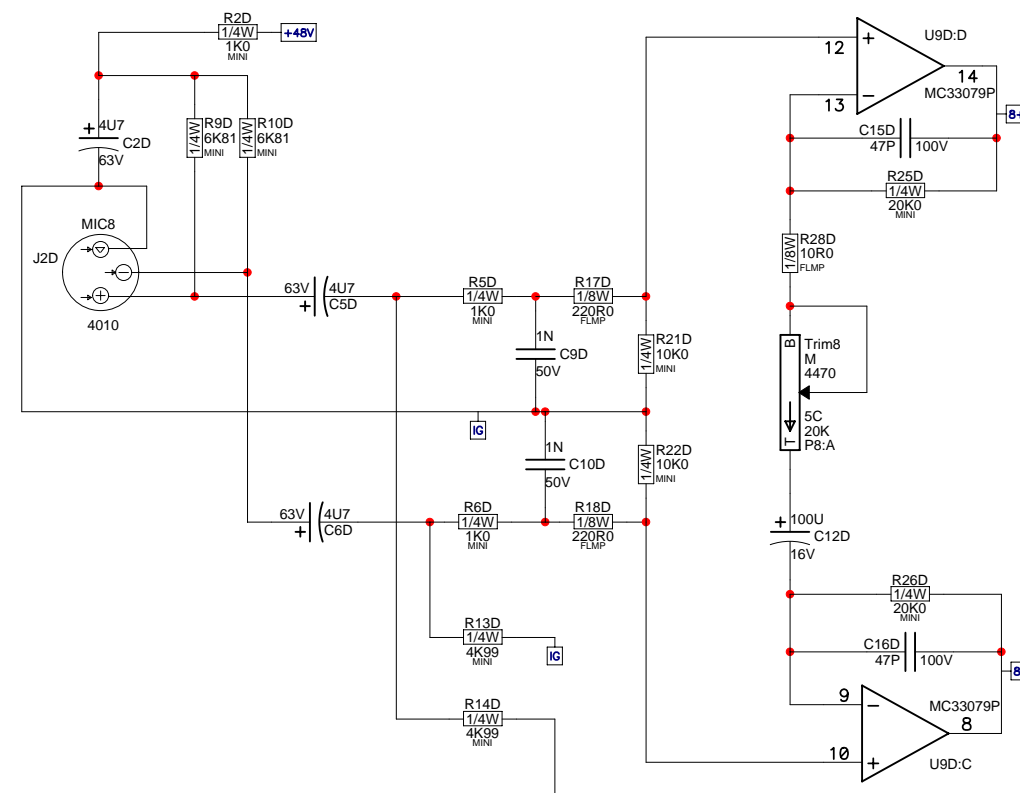 R2D
1/4W
1K0
MINI
+48V
4U7
+
C2D
63V
R9D
1/4W
6K81
MINI
R10D
1/4W
6K81
MINI
MIC8
J2D
4010
63V
+
4U7
C5D
R5D
1/4W
1K0
MINI
R17D
1/8W
220R0
FLMP
1N
C9D
50V
R21D
1/4W
10K0
MINI
IG
1N
C10D
50V
R22D
1/4W
10K0
MINI
63V
+
4U7
C6D
R6D
1/4W
1K0
MINI
R18D
1/8W
220R0
FLMP
R13D
1/4W
4K99
MINI
IG
R14D
1/4W
4K99
MINI
U9D:D
12
+
13
−
14
MC33079P
8+
C15D
47P
100V
R25D
1/4W
20K0
MINI
R28D
1/8W
10R0
FLMP
B
T
Trim8
M
4470
5C
20K
P8:A
+
100U
C12D
16V
R26D
1/4W
20K0
MINI
C16D
47P
100V
8
9
−
10
+
MC33079P
8
U9D:C